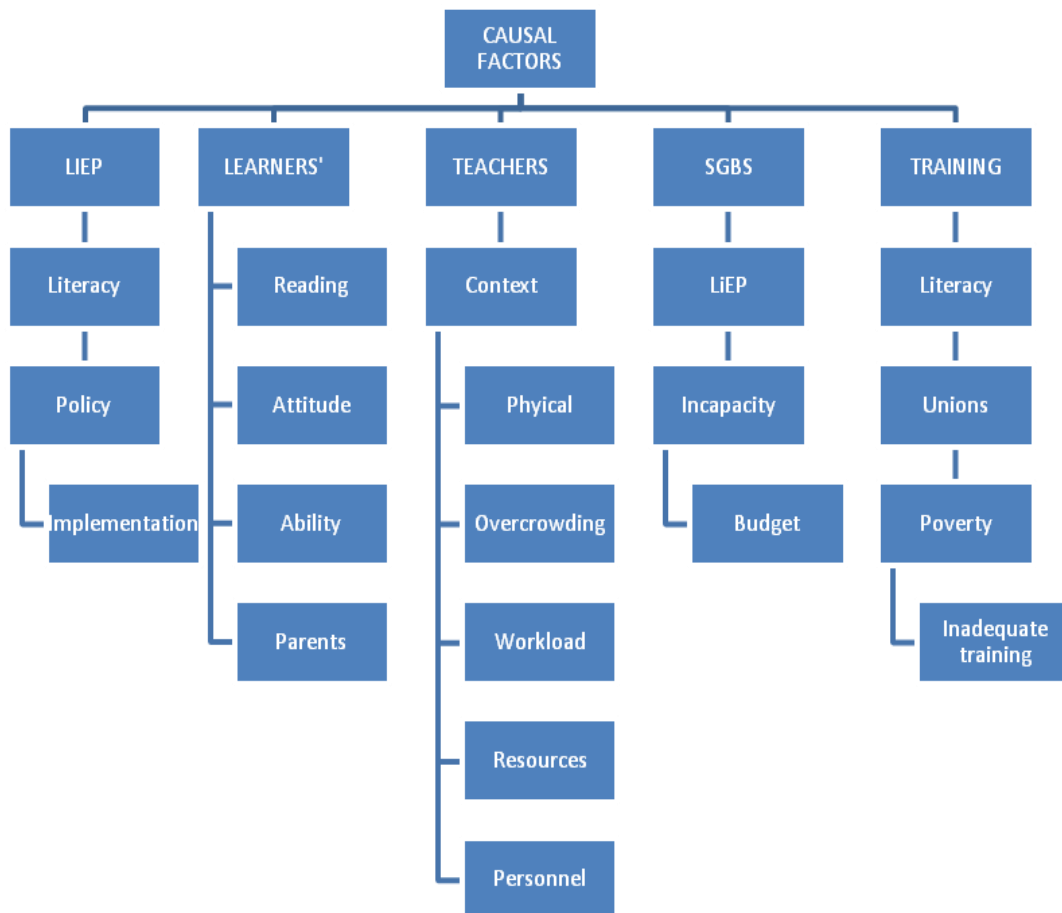 CAUSAL
FACTORS
LIEP
LEARNERS'
TEACHERS
SGBS
TRAINING
Literacy
Reading
Context
LiEP
Literacy
Policy
Attitude
Phyical
Incapacity
Unions
Implementation
Ability
Overcrowding
Budget
Poverty
Parents
Workload
Inadequate
training
Resources
Personnel